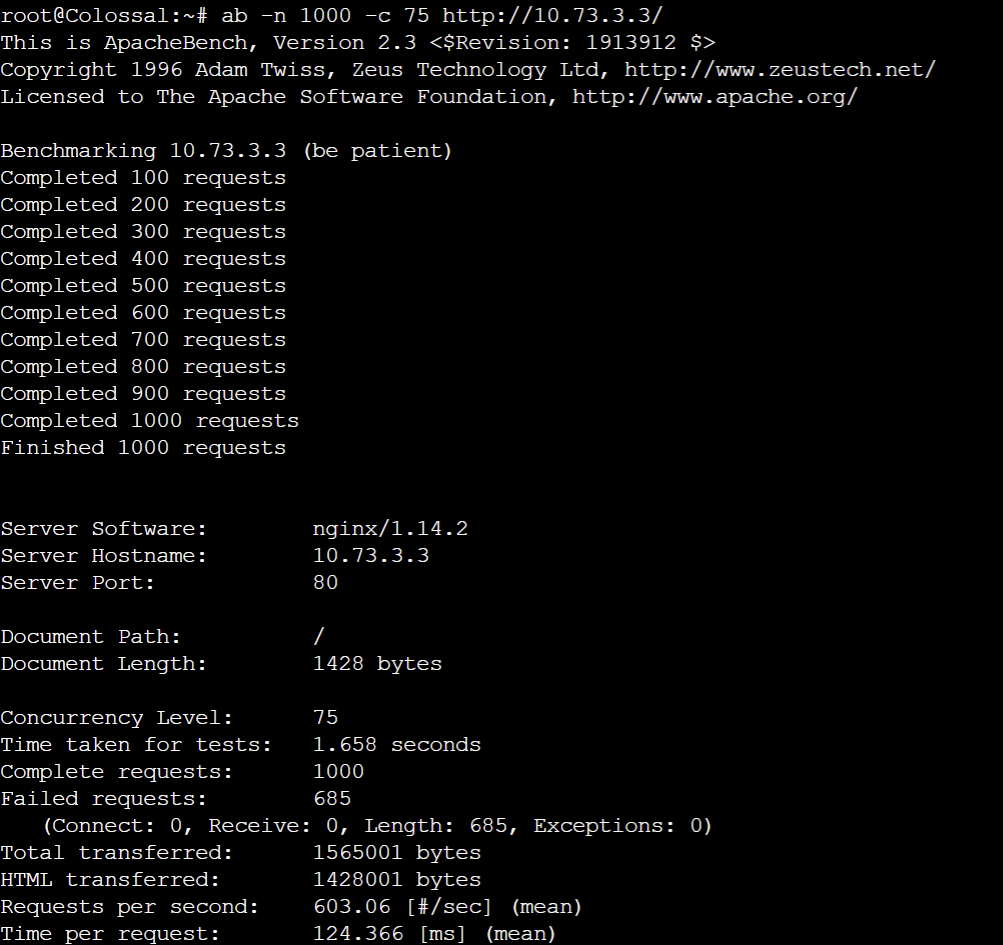 root@Colossal:~# ab -n 1000 -c 75 http://10.73.3.3/
This is ApacheBench, Version 2.3 <$Revision: 1913912 $>
Copyright 1996 Adam Twiss, Zeus Technology Ltd, http://www.zeustech.net/
Licensed to The Apache Software Foundation, http://www.apache.org/

Benchmarking 10.73.3.3 (be patient)
Completed 100 requests
Completed 200 requests
Completed 300 requests
Completed 400 requests
Completed 500 requests
Completed 600 requests
Completed 700 requests
Completed 800 requests
Completed 900 requests
Completed 1000 requests
Finished 1000 requests

Server Software:        nginx/1.14.2
Server Hostname:        10.73.3.3
Server Port:            80

Document Path:          /
Document Length:        1428 bytes

Concurrency Level:      75
Time taken for tests:   1.658 seconds
Complete requests:      1000
Failed requests:        685
   (Connect: 0, Receive: 0, Length: 685, Exceptions: 0)
Total transferred:      1565001 bytes
HTML transferred:       1428001 bytes
Requests per second:    603.06 [#/sec] (mean)
Time per request:       124.366 [ms] (mean)